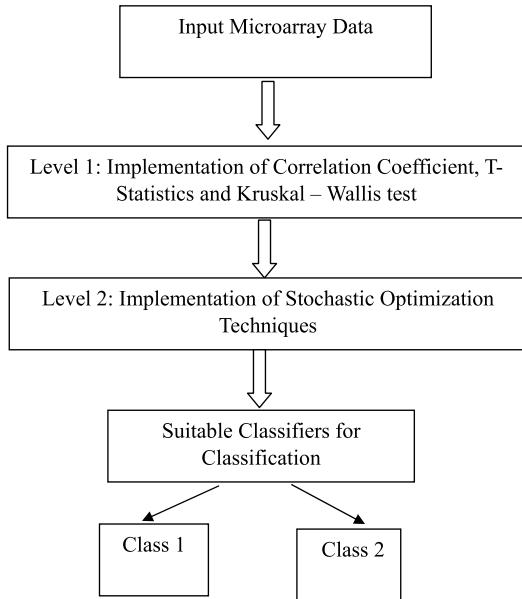 Input Microarray Data
Level 1: Implementation of Correlation Coefficient, T-
Statistics and Kruskal – Wallis test
Level 2: Implementation of Stochastic Optimization
Techniques
Suitable Classifiers for
Classification
Class 1
Class 2